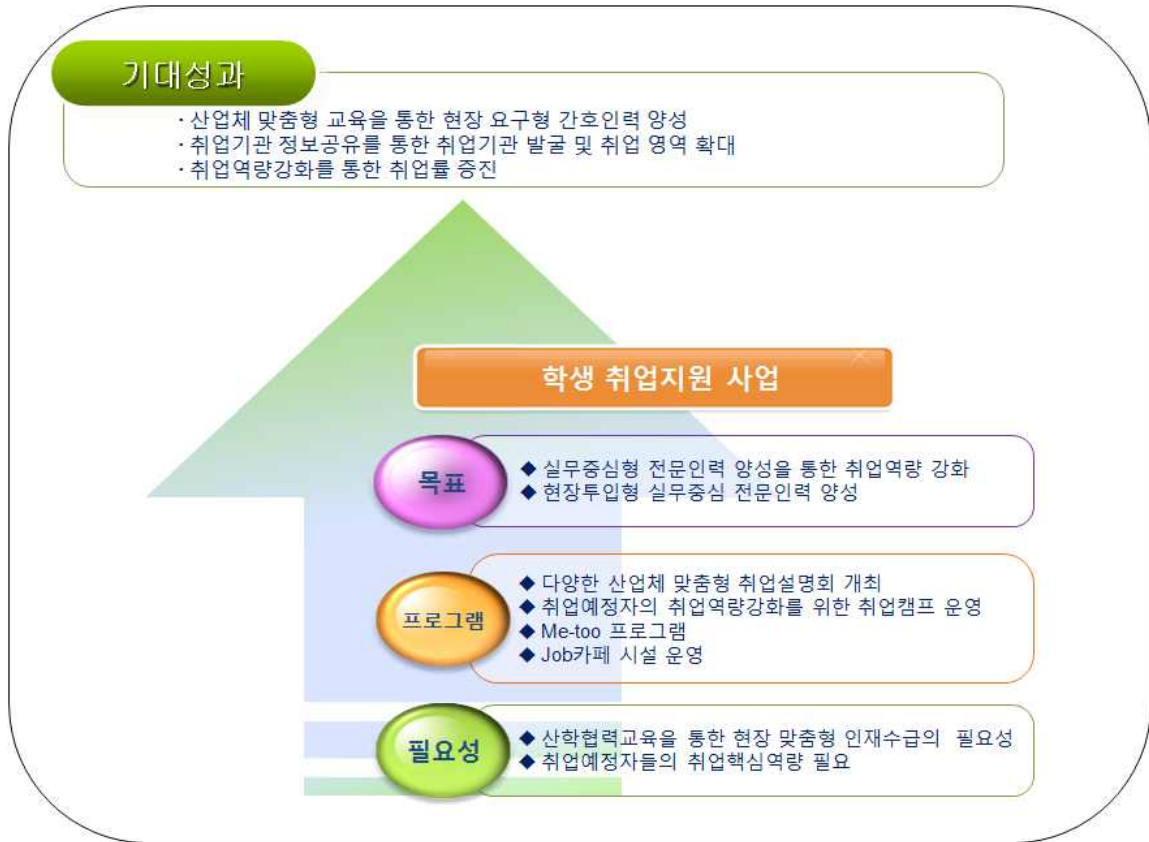 기대성과
· 산업체 맞춤형 교육을 통한 현장 요구형 간호인력 양성
· 취업기관 정보공유를 통한 취업기관 발굴 및 취업 영역 확대
· 취업역량강화를 통한 취업률 증진
학생 취업지원 사업
목표
◆ 실무중심형 전문인력 양성을 통한 취업역량 강화
◆ 현장투입형 실무중심 전문인력 양성
프로그램
◆ 다양한 산업체 맞춤형 취업설명회 개최
◆ 취업예정자의 취업역량강화를 위한 취업캠프 운영
◆ Me-too 프로그램
◆ Job카페 시설 운영
필요성
◆ 산학협력교육을 통한 현장 맞춤형 인재수급의 필요성
◆ 취업예정자들의 취업핵심역량 필요